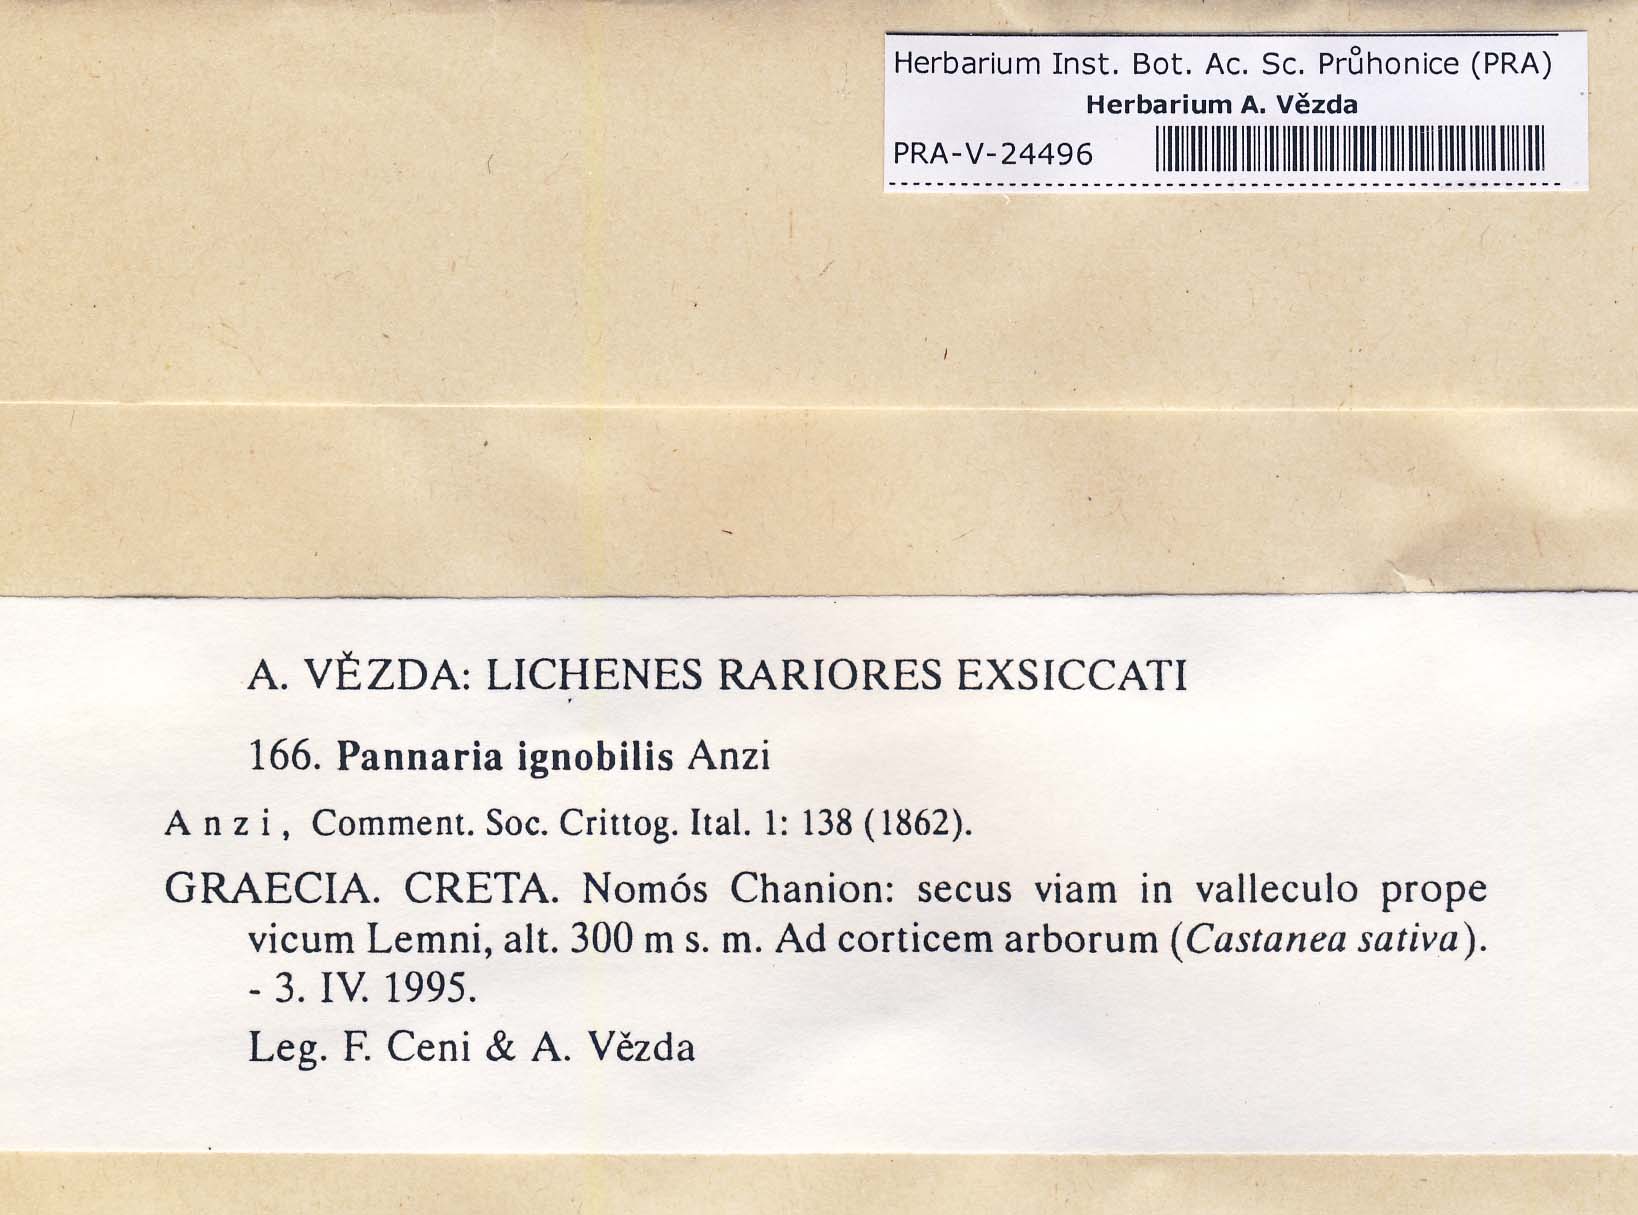 Herbarium Inst. Bot. Ac. Sc. Průhonice (PRA)
Herbarium A. Vězda
PRA-V-24496
A. VĚZDA: LICHENES RARIORES EXSICCATI
166. Pannaria ignobilis Anzi
Anzi, Comment. Soc. Crittog. Ital. 1: 138 (1862).
GRAECIA. CRETA. Nomós Chanion: secus viam in valleculo prope
vicum Lemni, alt. 300 m s. m. Ad corticem arborum (Castanea sativa).
- 3. IV. 1995.
Leg. F. Ceni & A. Vězda